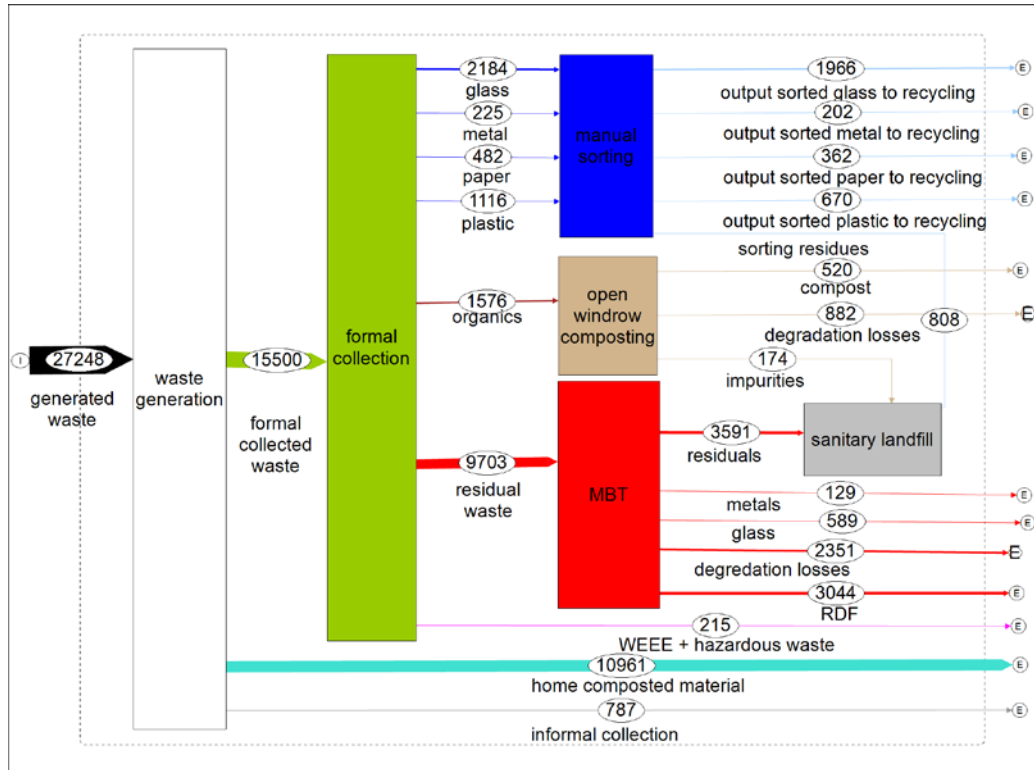 2184
glass
225
metal
482
paper
1116
plastic
manual
sorting
1966
output sorted glass to recycling
202
output sorted metal to recycling
362
output sorted paper to recycling
670
output sorted plastic to recycling
sorting residues
808
E
E
E
E
1576
organics
open
windrow
composting
520
compost
E
882
degradation losses
E
174
impurities
I
27248
generated
waste
waste
generation
15500
formal
collected
waste
formal
collection
9703
residual
waste
MBT
3591
residuals
sanitary landfill
129
metals
E
589
glass
E
2351
degredation losses
E
3044
RDF
E
215
WEEE + hazardous waste
E
10961
home composted material
E
787
informal collection
E